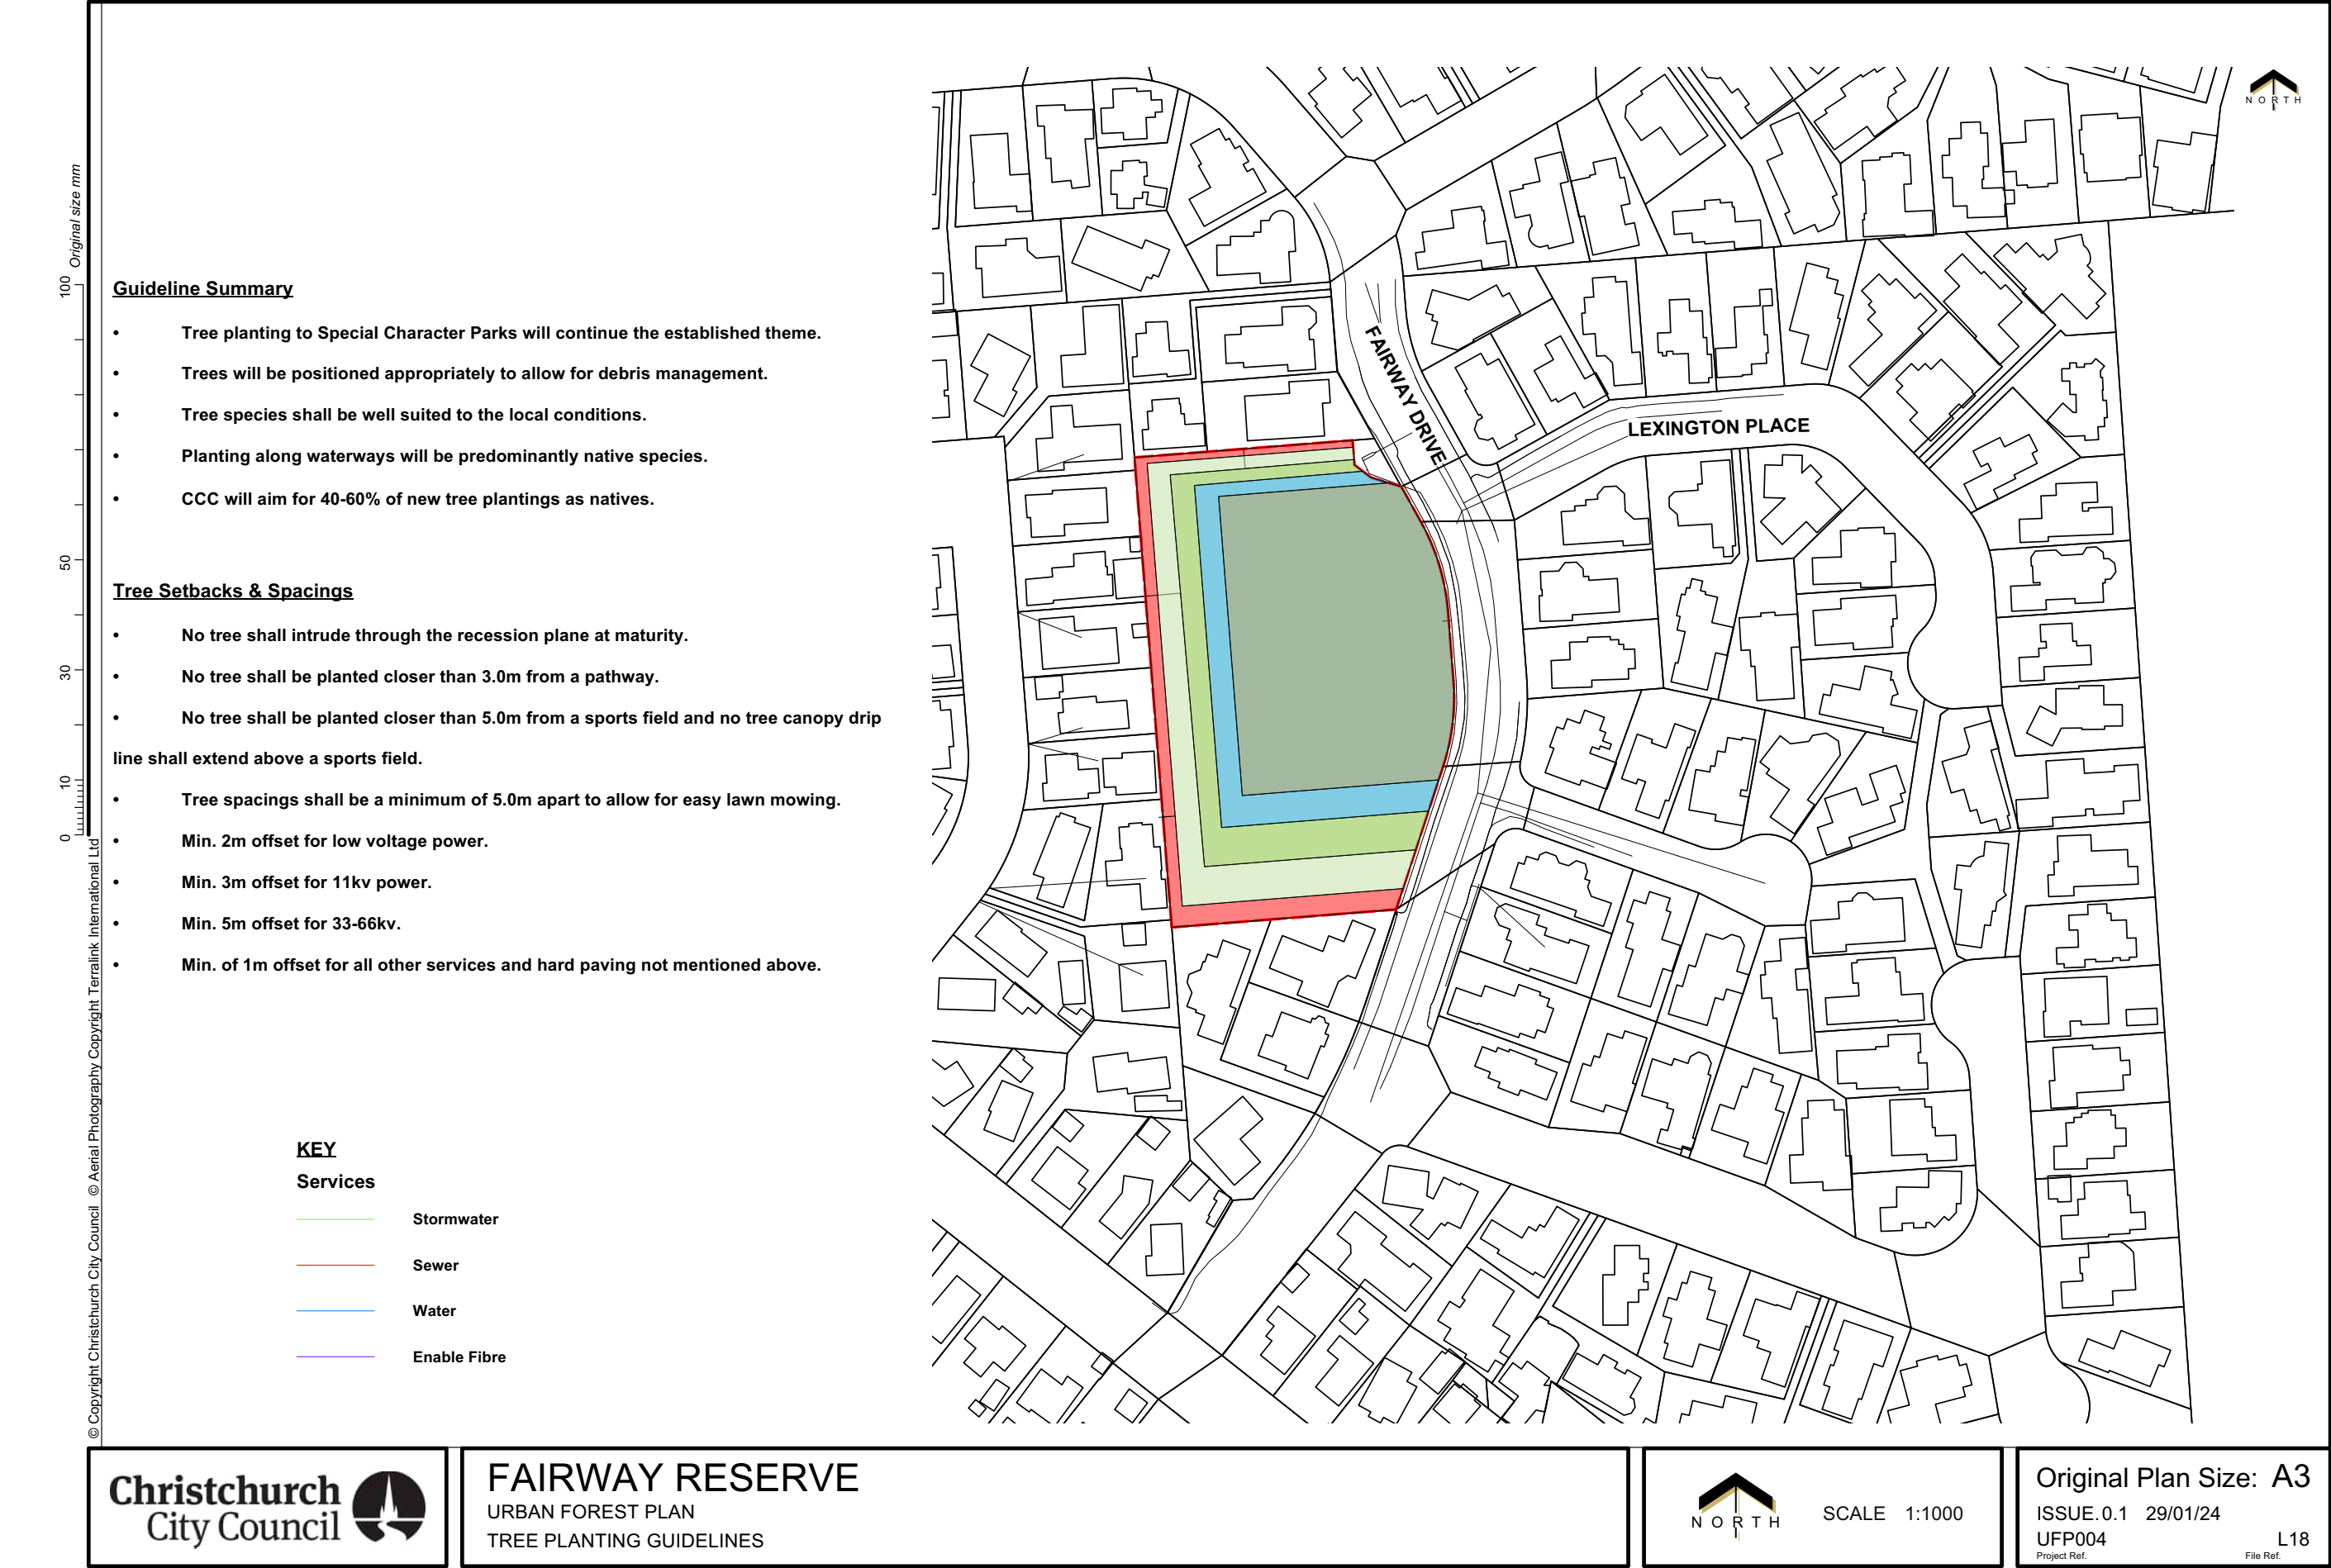 NORTH
Original size mm
100
50
30
10
0
© Copyright Christchurch City Council © Aerial Photography Copyright Terralink International Ltd
Guideline Summary
• Tree planting to Special Character Parks will continue the established theme.
• Trees will be positioned appropriately to allow for debris management.
• Tree species shall be well suited to the local conditions.
• Planting along waterways will be predominantly native species.
• CCC will aim for 40-60% of new tree plantings as natives.
Tree Setbacks & Spacings
• No tree shall intrude through the recession plane at maturity.
• No tree shall be planted closer than 3.0m from a pathway.
• No tree shall be planted closer than 5.0m from a sports field and no tree canopy drip
line shall extend above a sports field.
• Tree spacings shall be a minimum of 5.0m apart to allow for easy lawn mowing.
• Min. 2m offset for low voltage power.
• Min. 3m offset for 11kv power.
• Min. 5m offset for 33-66kv.
• Min. of 1m offset for all other services and hard paving not mentioned above.
KEY
Services
Stormwater
Sewer
Water
Enable Fibre
FAIRWAY DRIVE
LEXINGTON PLACE
Christchurch
City Council
FAIRWAY RESERVE
URBAN FOREST PLAN
TREE PLANTING GUIDELINES
NORTH
SCALE 1:1000
Original Plan Size: A3
ISSUE. 0.1 29/01/24
UFP004 L18
Project Ref. File Ref.